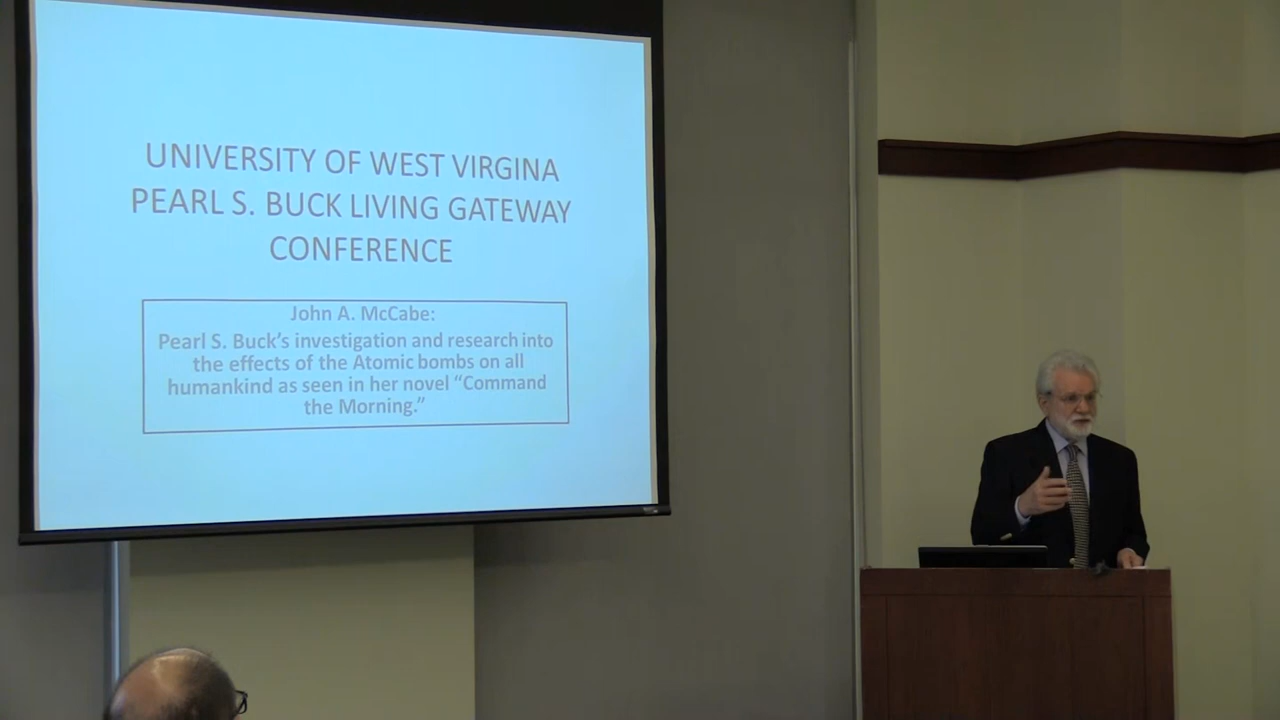 UNIVERSITY OF WEST VIRGINA
PEARL S. BUCK LIVING GATEWAY
CONFERENCE
John A. McCabe:
Pearl S. Buck's investigation and research into
the effects of the Atomic bombs on all
humankind as seen in her novel “Command
the Morning.”